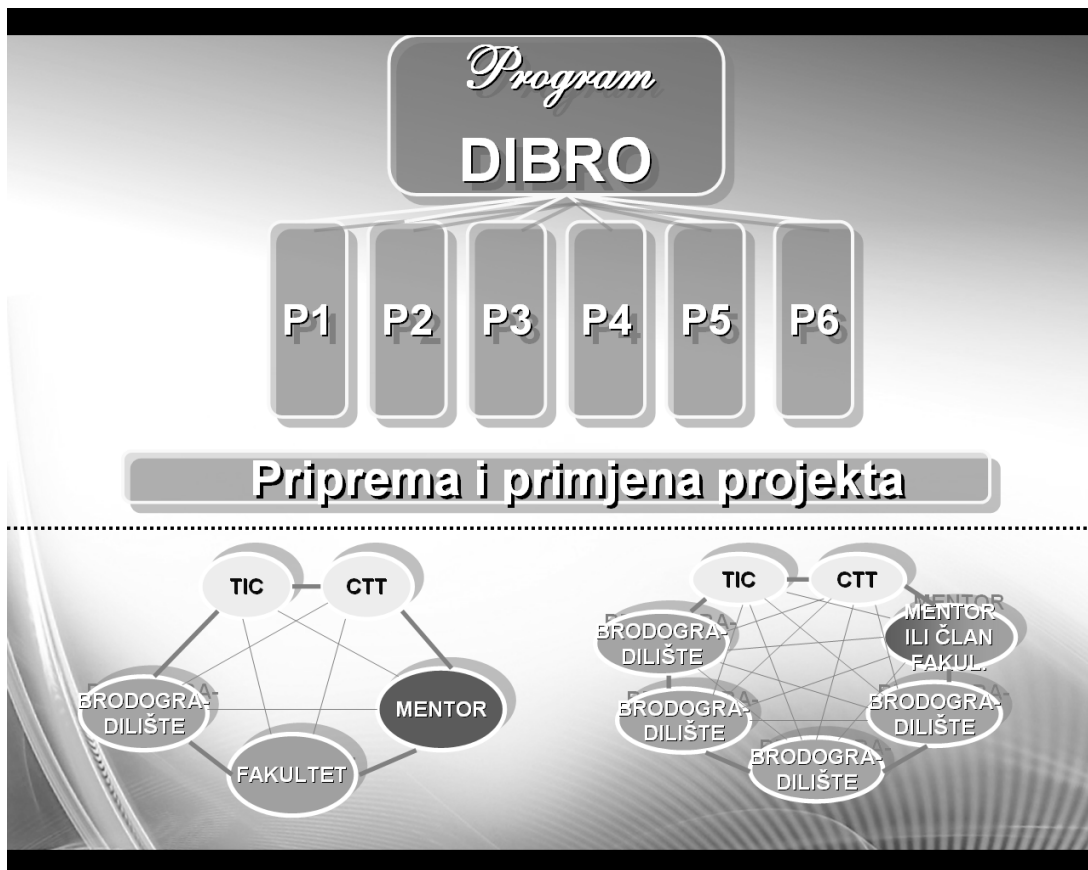 Program
DIBRO
P1 P2 P3 P4 P5 P6
Priprema i primjena projekta
TIC CTT
BRODOGRA-
DILIŠTE
MENTOR
FAKULTET
TIC CTT
MENTOR
ILI ČLAN
FAKUL.
BRODOGRA-
DILIŠTE
BRODOGRA-
DILIŠTE
BRODOGRA-
DILIŠTE
BRODOGRA-
DILIŠTE